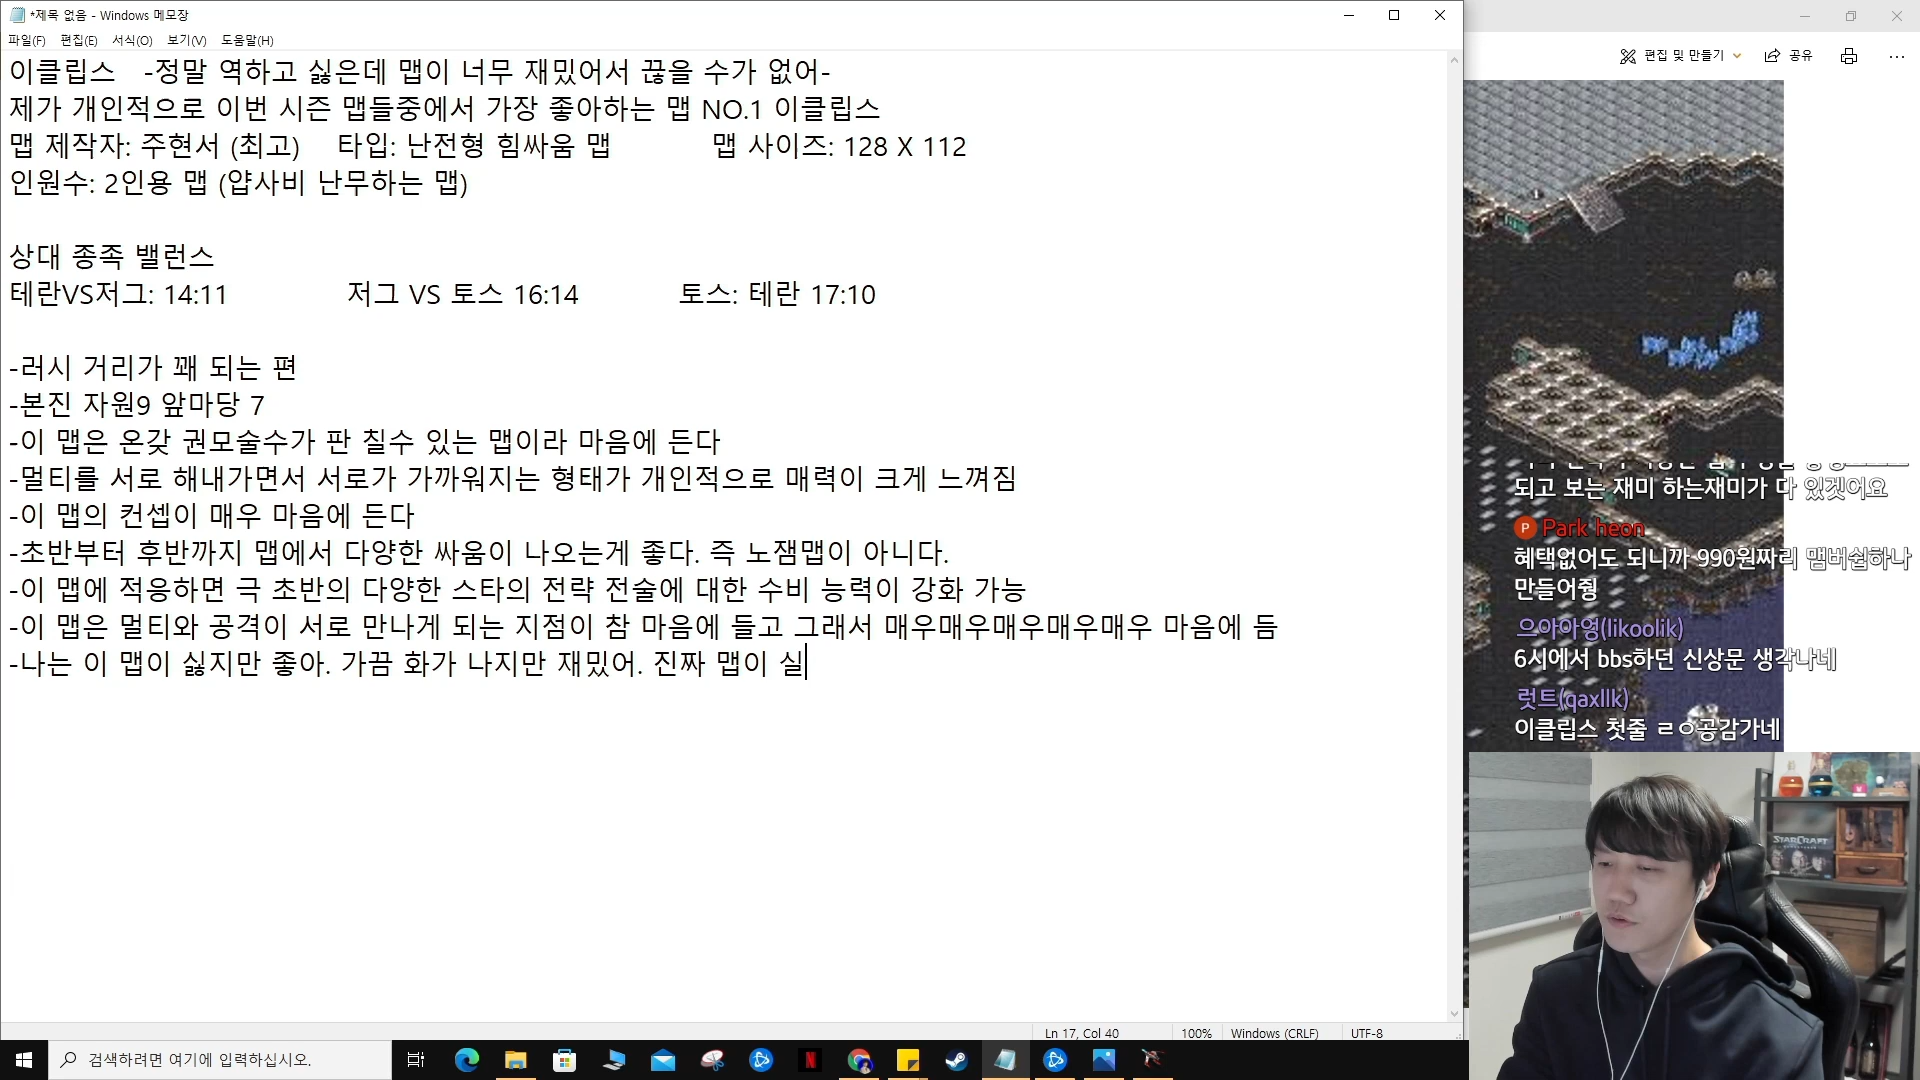 *제목 없음 - Windows 메모장
파일(F) 편집(E) 서식(O) 보기(V) 도움말(H)
이클립스 -정말 역하고 싫은데 맵이 너무 재밌어서 끊을 수가 없어-
제가 개인적으로 이번 시즌 맵들중에서 가장 좋아하는 맵 NO.1 이클립스
맵 제작자: 주현서 (최고) 타입: 난전형 힘싸움 맵 맵 사이즈: 128 X 112
인원수: 2인용 맵 (얍사비 난무하는 맵)
상대 종족 밸런스
테란VS저그: 14:11 저그 VS 토스 16:14 토스: 테란 17:10
-러시 거리가 꽤 되는 편
-본진 자원9 앞마당 7
-이 맵은 온갖 권모술수가 판 칠수 있는 맵이라 마음에 든다
-멀티를 서로 해내가면서 서로가 가까워지는 형태가 개인적으로 매력이 크게 느껴짐
-이 맵의 컨셉이 매우 마음에 든다
-초반부터 후반까지 맵에서 다양한 싸움이 나오는게 좋다. 즉 노잼맵이 아니다.
-이 맵에 적응하면 극 초반의 다양한 스타의 전략 전술에 대한 수비 능력이 강화 가능
-이 맵은 멀티와 공격이 서로 만나게 되는 지점이 참 마음에 들고 그래서 매우매우매우매우매우 마음에 듬
-나는 이 맵이 싫지만 좋아. 가끔 화가 나지만 재밌어. 진짜 맵이 실
Ln 17, Col 40 100% Windows (CRLF) UTF-8
검색하려면 여기에 입력하십시오.
편집 및 만들기 공유
되고 보는 재미 하는재미가 다 있겟어요
P Park heon
혜택없어도 되니까 990원짜리 맴버쉽하나
만들어줭
으아아엉(likoolik)
6시에서 bbs하던 신상문 생각나네
럿트(qaxllk)
이클립스 첫줄 ㄹㅇ공감가네
STARCRAFT